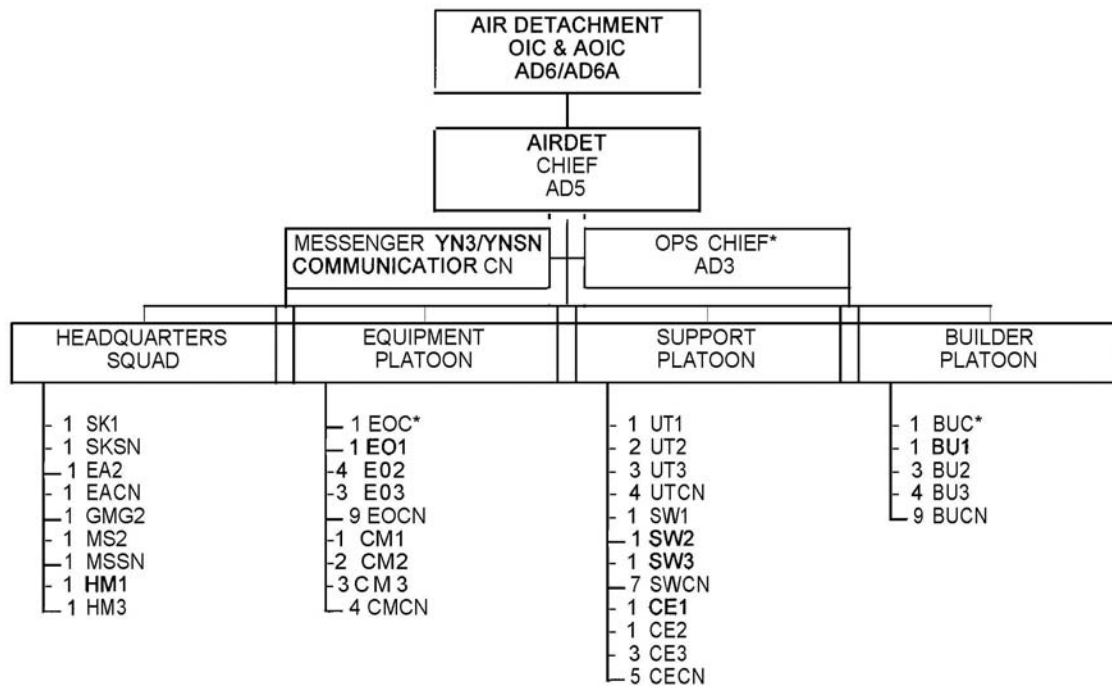 AIR DETACHMENT
OIC & AOIC
AD6/AD6A
AIRDET
CHIEF
AD5
MESSENGER YN3/YNSN
COMMUNICATIOR CN
OPS CHIEF*
AD3
HEADQUARTERS
SQUAD
1 SK1
1 SKSN
1 EA2
1 EACN
1 GMG2
1 MS2
1 MSSN
1 HM1
1 HM3
EQUIPMENT
PLATOON
1 EOC*
1 EO1
4 E02
3 E03
9 EOCN
1 CM1
2 CM2
3 CM3
4 CMCN
SUPPORT
PLATOON
1 UT1
2 UT2
3 UT3
4 UTCN
1 SW1
1 SW2
1 SW3
7 SWCN
1 CE1
1 CE2
3 CE3
5 CECN
BUILDER
PLATOON
1 BUC*
1 BU1
3 BU2
4 BU3
9 BUCN